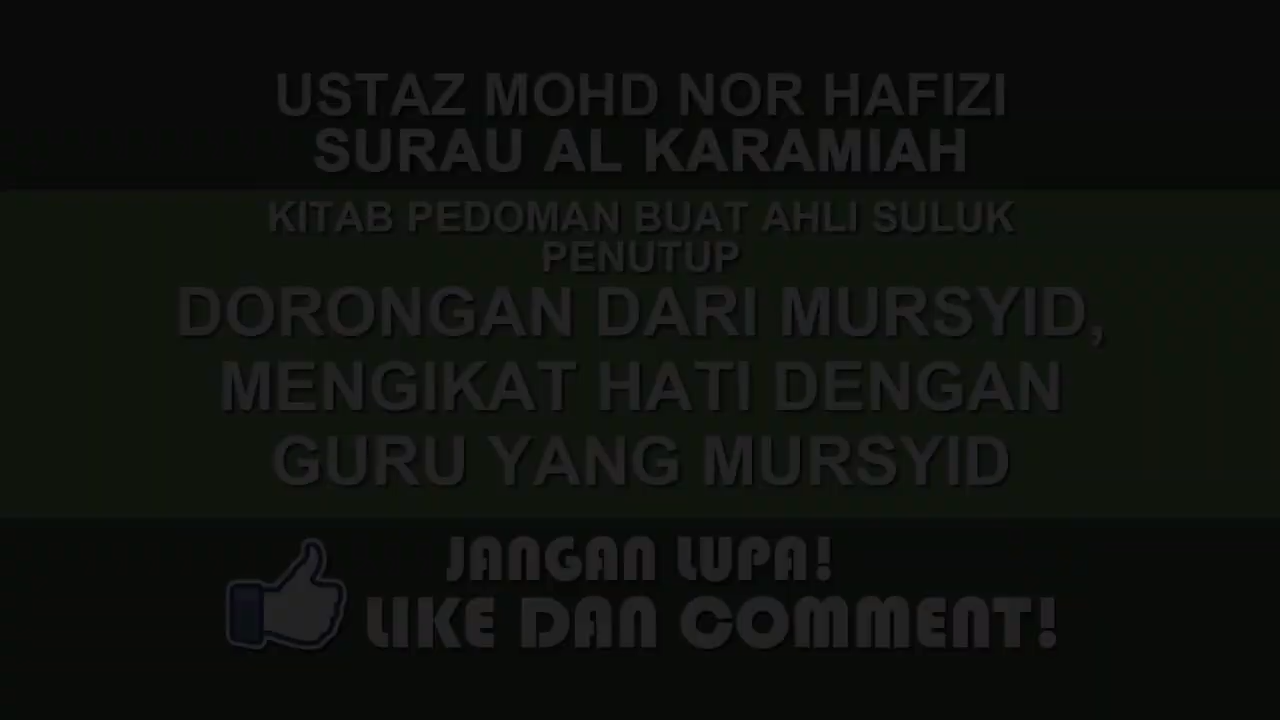 USTAZ MOHD NOR HAFIZI
SURAU AL KARAMIAH
KITAB PEDOMAN BUAT AHLI SULUK
PENUTUP
DORONGAN DARI MURSYID,
MENGIKAT HATI DENGAN
GURU YANG MURSYID
JANGAN LUPA!
LIKE DAN COMMENT!